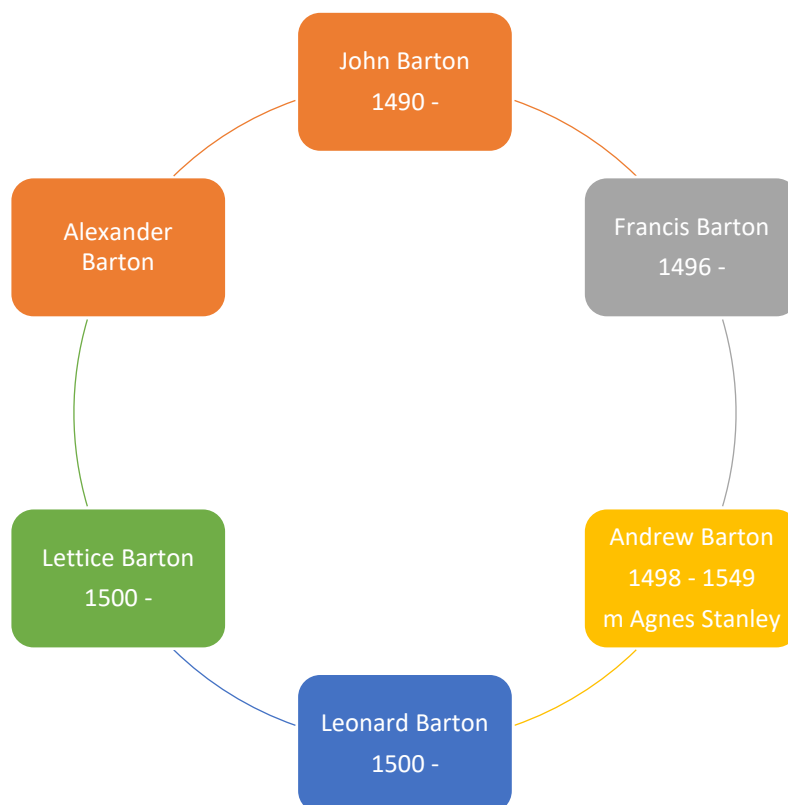 John Barton
1490 -
Francis Barton
1496 -
Andrew Barton
1498 - 1549
m Agnes Stanley
Leonard Barton
1500 -
Lettice Barton
1500 -
Alexander
Barton